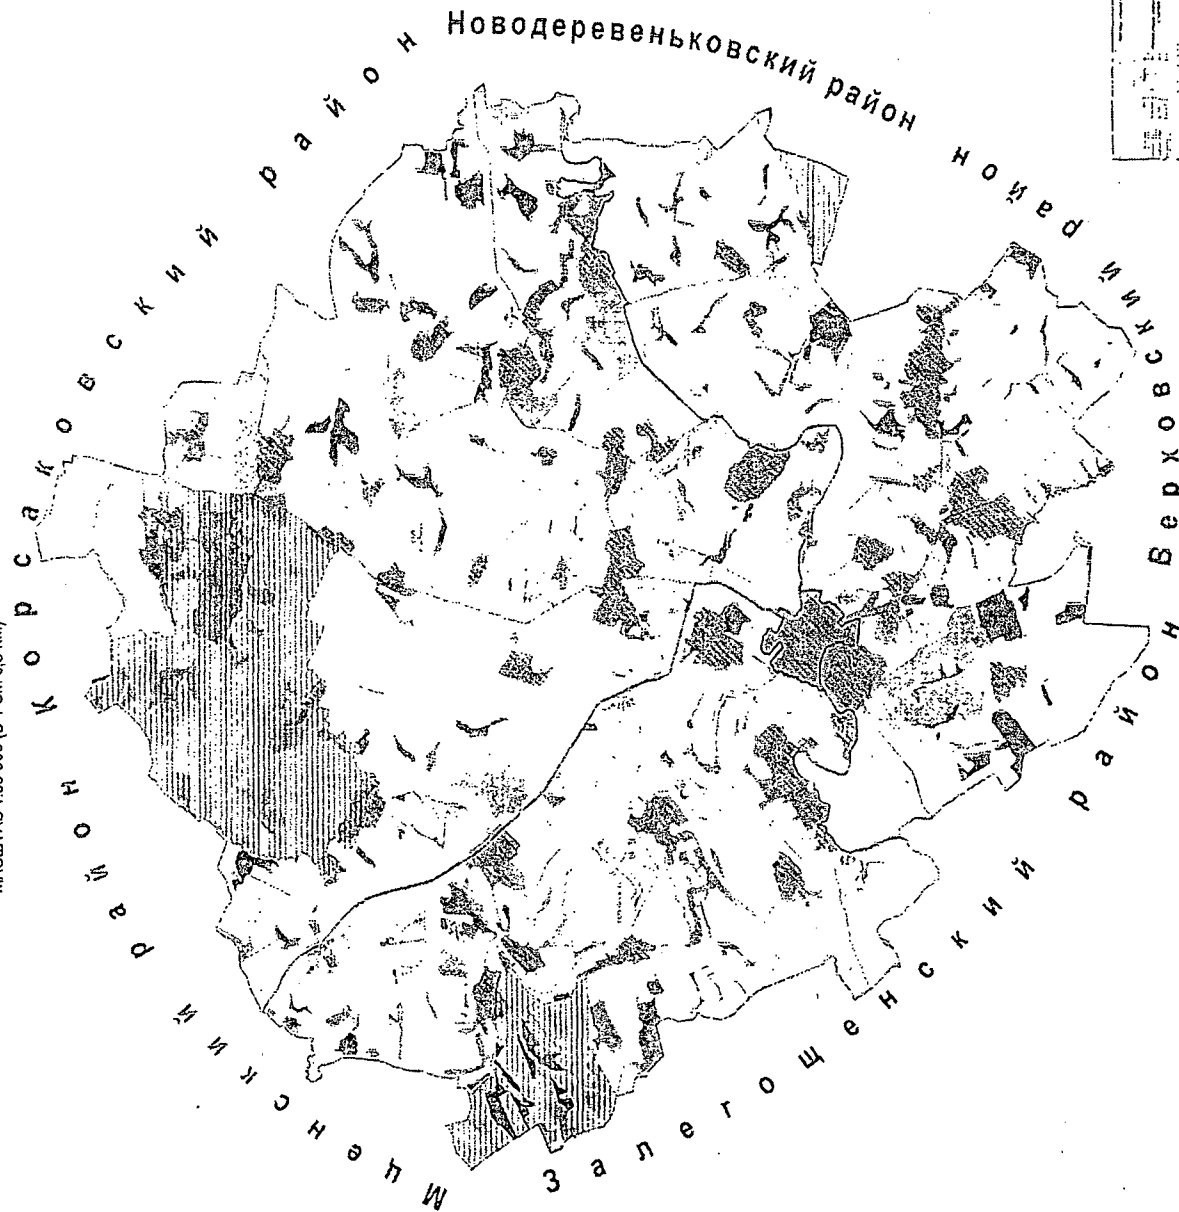 Новодеревеньковский район
Корсаковский район
Верховский район
Мценский район
Залегощенский район